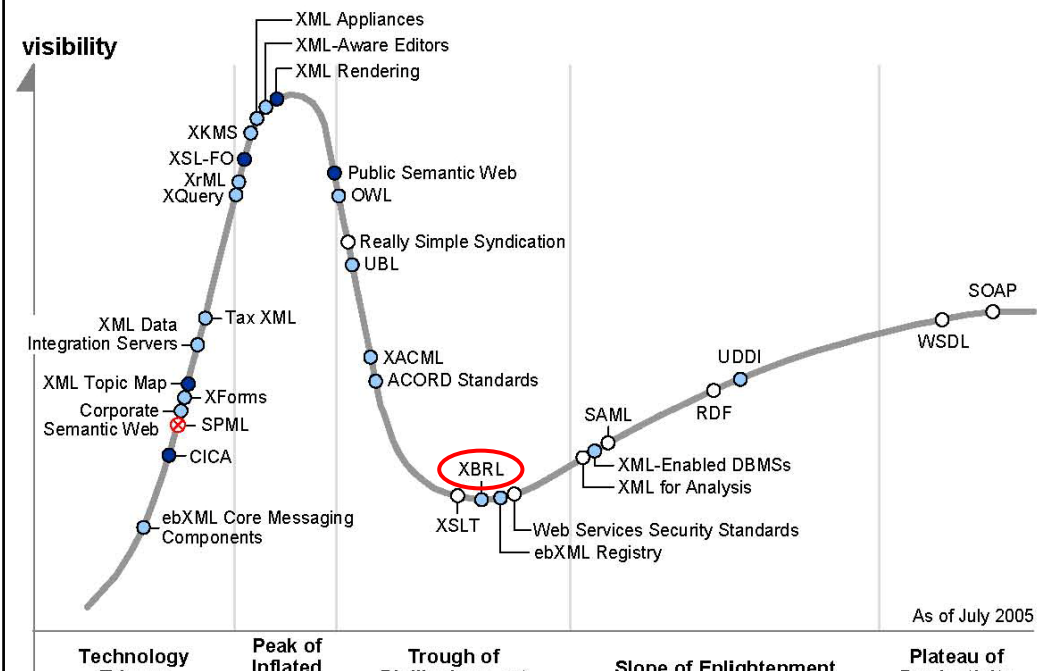 XML Appliances
visibility
XML-Aware Editors
XML Rendering
XKMS
XSL-FO
XrML
XQuery
Public Semantic Web
OWL
Really Simple Syndication
UBL
Tax XML
XML Data
Integration Servers
XML Topic Map
XForms
Corporate
Semantic Web
SPML
CICA
ebXML Core Messaging
Components
XACML
ACORD Standards
XBRL
XSLT
Web Services Security Standards
ebXML Registry
SAML
XML-Enabled DBMSs
XML for Analysis
UDDI
RDF
SOAP
WSDL
As of July 2005
Technology
Peak of
Inflated
Trough of
Slope of Enlightenment
Plateau of